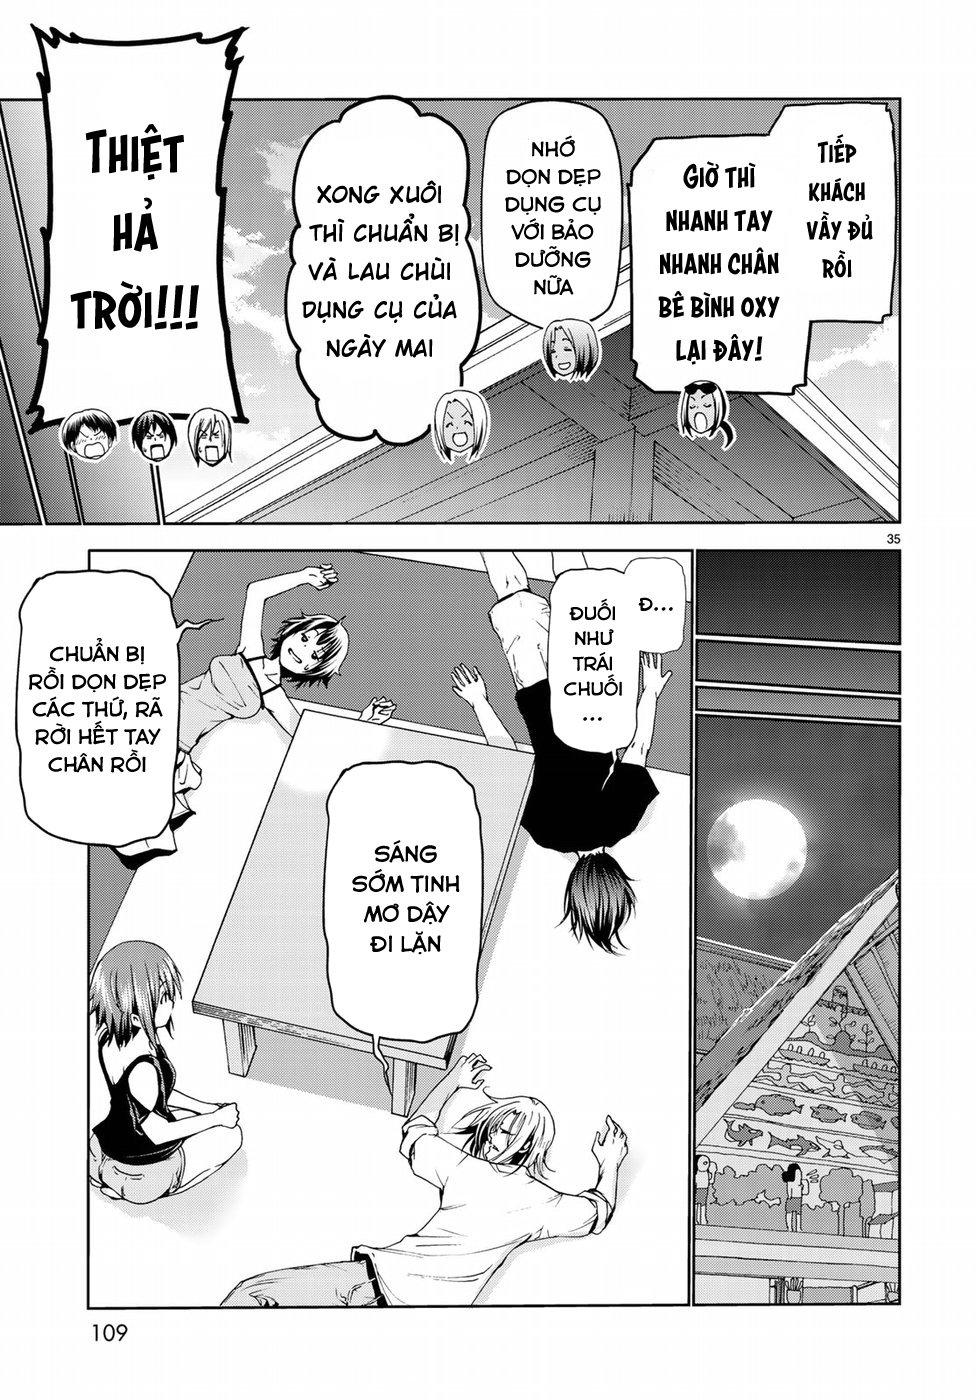 TIẾP
KHÁCH
VẦY ĐỦ
RỒI
GIỜ THÌ
NHANH TAY
NHANH CHÂN
BÊ BÌNH OXY
LẠI ĐÂY!
NHỚ
DỌN DẸP
DỤNG CỤ
VỚI BẢO
DƯỠNG
NỮA
XONG XUÔI
THÌ CHUẨN BỊ
VÀ LAU CHÙI
DỤNG CỤ CỦA
NGÀY MAI
THIỆT
HẢ
TRỜI!!!
35
Đ...
ĐUỐI
NHƯ
TRÁI
CHUỐI
...
CHUẨN BỊ
RỒI DỌN DẸP
CÁC THỨ, RÃ
RỜI HẾT TAY
CHÂN RỒI
SÁNG
SỚM TINH
MƠ DẬY
ĐI LẶN
109